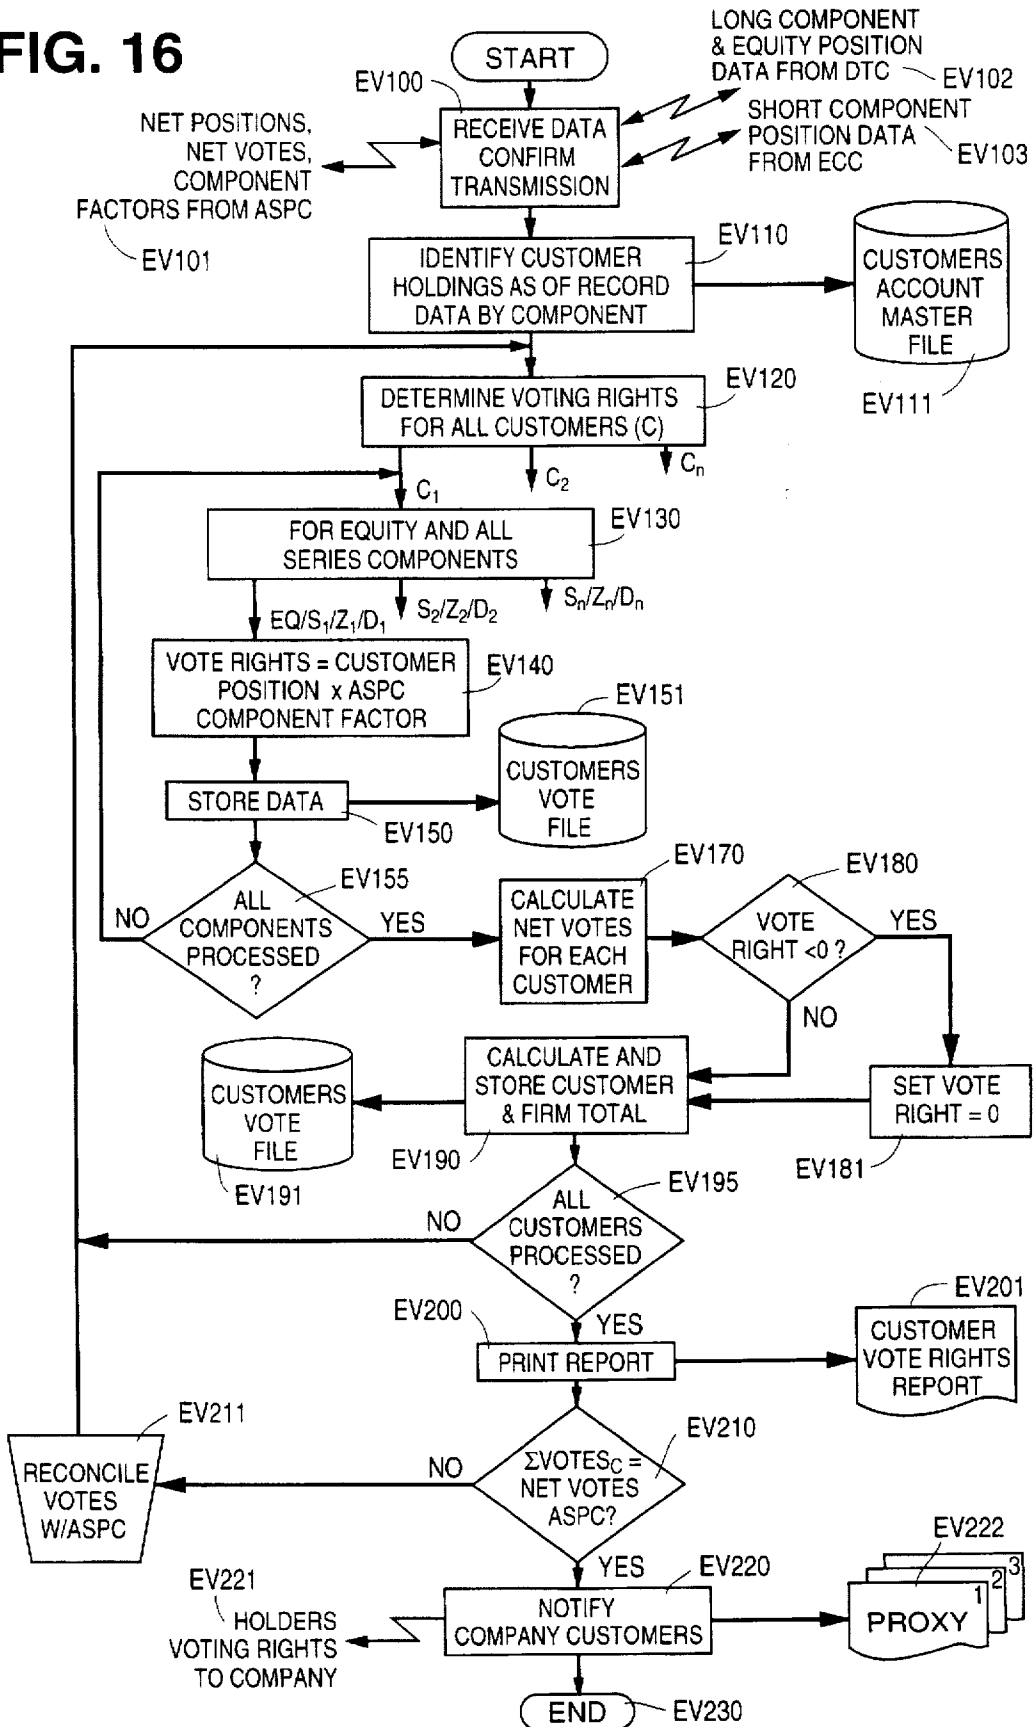 FIG. 16
START
LONG COMPONENT
& EQUITY POSITION
DATA FROM DTC
EV102
EV100
NET POSITIONS,
NET VOTES,
COMPONENT
FACTORS FROM ASPC
EV101
RECEIVE DATA
CONFIRM
TRANSMISSION
SHORT COMPONENT
POSITION DATA
FROM ECC
EV103
EV110
IDENTIFY CUSTOMER
HOLDINGS AS OF RECORD
DATA BY COMPONENT
CUSTOMERS
ACCOUNT
MASTER
FILE
EV111
EV120
DETERMINE VOTING RIGHTS
FOR ALL CUSTOMERS (C)
C1
C2
Cn
EV130
FOR EQUITY AND ALL
SERIES COMPONENTS
EQ/S1/Z1/D1
S2/Z2/D2
Sn/Zn/Dn
VOTE RIGHTS = CUSTOMER
POSITION x ASPC
COMPONENT FACTOR
EV140
EV151
CUSTOMERS
VOTE
FILE
STORE DATA
EV150
EV155
ALL
COMPONENTS
PROCESSED
?
NO
YES
EV170
CALCULATE
NET VOTES
FOR EACH
CUSTOMER
EV180
VOTE
RIGHT <0 ?
YES
NO
CUSTOMERS
VOTE
FILE
EV191
CALCULATE AND
STORE CUSTOMER
& FIRM TOTAL
EV190
SET VOTE
RIGHT = 0
EV181
EV195
ALL
CUSTOMERS
PROCESSED
?
NO
YES
EV200
PRINT REPORT
EV201
CUSTOMER
VOTE RIGHTS
REPORT
EV211
RECONCILE
VOTES
W/ASPC
NO
EV210
ΣVOTESC =
NET VOTES
ASPC?
YES
EV221
HOLDERS
VOTING RIGHTS
TO COMPANY
EV220
NOTIFY
COMPANY CUSTOMERS
EV222
3
2
1
PROXY
END
EV230